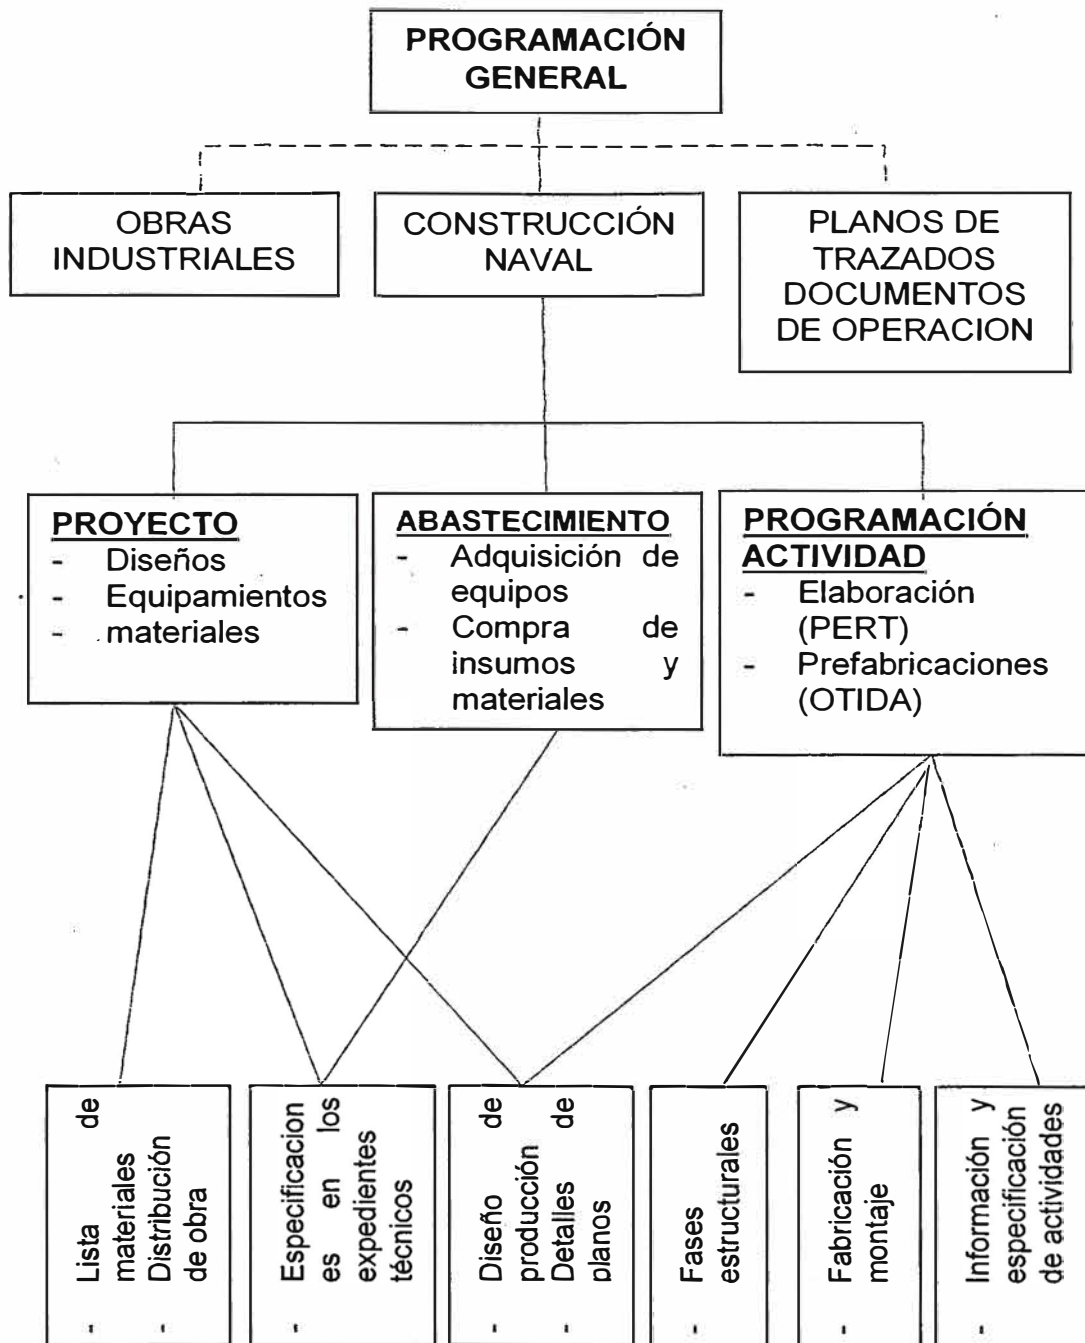 PROGRAMACIÓN
GENERAL
OBRAS
INDUSTRIALES
CONSTRUCCIÓN
NAVAL
PLANOS DE
TRAZADOS
DOCUMENTOS
DE OPERACION
PROYECTO
- Diseños
- Equipamientos
- materiales
ABASTECIMIENTO
- Adquisición de
equipos
- Compra de
insumos y
materiales
PROGRAMACIÓN
ACTIVIDAD
- Elaboración
(PERT)
- Prefabricaciones
(OTIDA)
- Lista de
materiales
- Distribución
de obra
- Especificacion
es en los
expedientes
técnicos
- Diseño de
producción
- Detalles de
planos
- Fases
estructurales
- Fabricación y
montaje
- Información y
especificación
de actividades